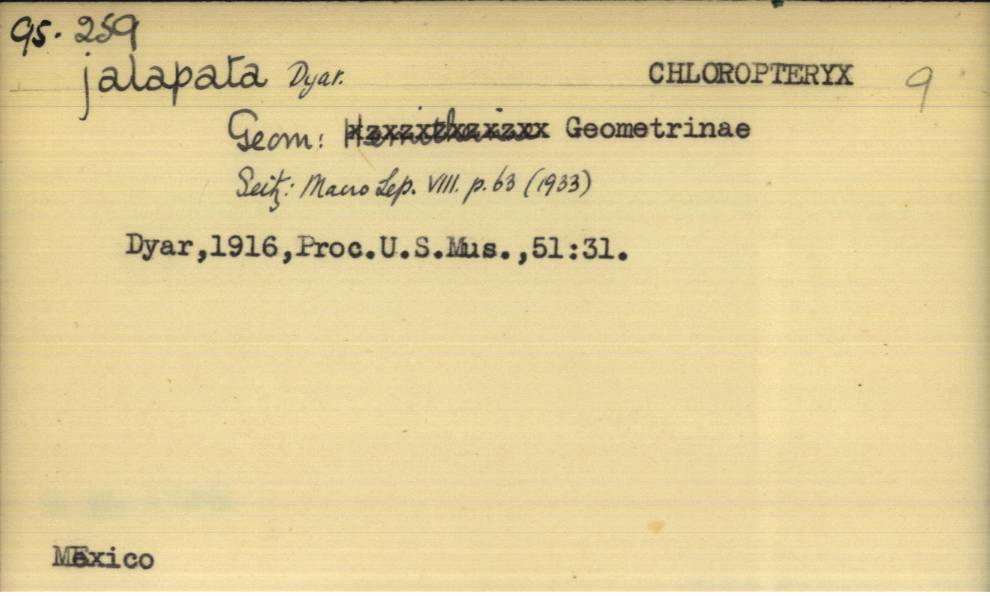 95. 259
jalapata Dyar. CHLOROPTERYX 9
Geom: Geometrinae
Seitz: Macro Lep. VIII. p. 63 (1933)
Dyar,1916,Proc.U.S.Mus.,51:31.
Mexico